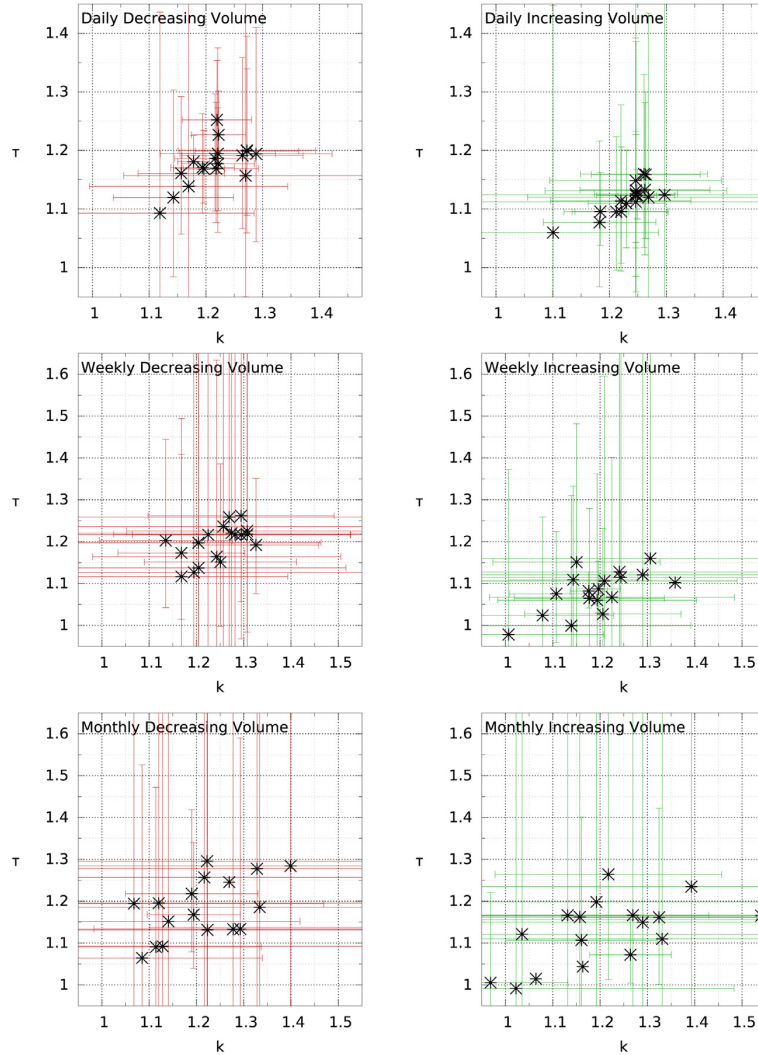 Daily Decreasing Volume
1.4
1.3
1.2
1.1
1
τ
1 1.1 1.2 1.3 1.4
k
Daily Increasing Volume
1.4
1.3
1.2
1.1
1
τ
1 1.1 1.2 1.3 1.4
k
Weekly Decreasing Volume
1.6
1.5
1.4
1.3
1.2
1.1
1
τ
1 1.1 1.2 1.3 1.4 1.5
k
Weekly Increasing Volume
1.6
1.5
1.4
1.3
1.2
1.1
1
τ
1 1.1 1.2 1.3 1.4 1.5
k
Monthly Decreasing Volume
1.6
1.5
1.4
1.3
1.2
1.1
1
τ
1 1.1 1.2 1.3 1.4 1.5
k
Monthly Increasing Volume
1.6
1.5
1.4
1.3
1.2
1.1
1
τ
1 1.1 1.2 1.3 1.4 1.5
k